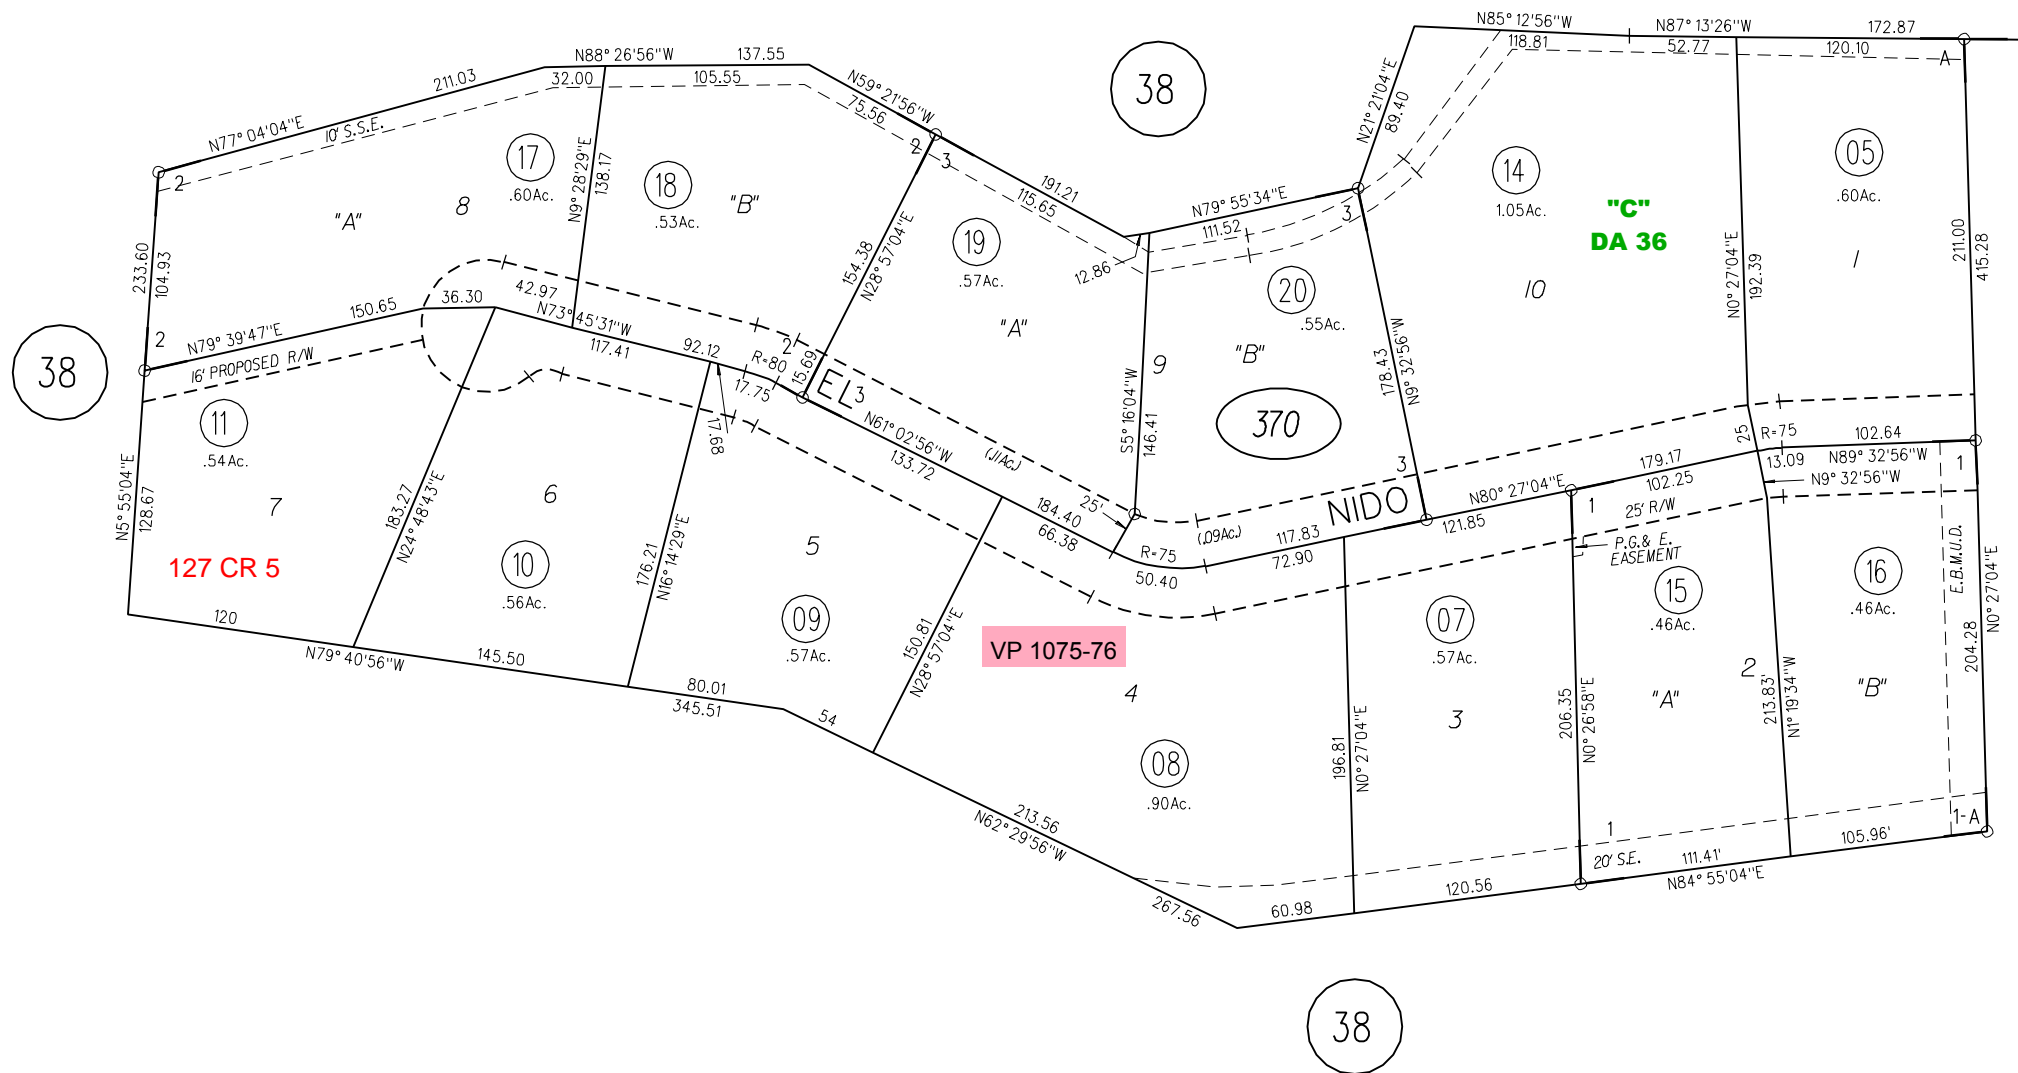 N85° 12'56"W
N87° 13'26"W
172.87
118.81
52.77
120.10
A
N88° 26'56"W
137.55
211.03
32.00
105.55
N59° 21'56"W
75.56
38
N21° 21'04"E
89.40
N77° 04'04"E
10' S.S.E.
2
17
.60Ac.
N9° 28'29"E
138.17
18
.53Ac.
"B"
2
3
191.21
115.65
N79° 55'34"E
111.52
3
14
1.05Ac.
"C"
DA 36
05
.60Ac.
"A"
8
154.38
N28° 57'04"E
19
.57Ac.
"A"
12.86
20
.55Ac.
10
N0° 27'04"E
192.39
1
211.00
415.28
233.60
104.93
42.97
36.30
150.65
N79° 39'47"E
2
16' PROPOSED R/W
38
N73° 45'31"W
117.41
92.12
R=80
17.75
2
15.69
EL
3
17.68
9
"B"
S5° 16'04"W
146.41
370
178.43
N9° 32'56"W
3
N61° 02'56"W
133.72
(.11Ac.)
184.40
66.38
25'
R=75
50.40
(.09Ac.)
117.83
72.90
NIDO
N80° 27'04"E
121.85
179.17
102.25
25' R/W
25
R=75
13.09
102.64
N89° 32'56"W
N9° 32'56"W
1
1
P.G.& E.
EASEMENT
11
.54Ac.
7
N5° 55'04"E
128.67
127 CR 5
183.27
N24° 48'43"E
6
10
.56Ac.
176.21
N16° 14'29"E
5
09
.57Ac.
150.81
N28° 57'04"E
VP 1075-76
4
08
.90Ac.
196.81
N0° 27'04"E
07
.57Ac.
3
206.35
N0° 26'58"E
15
.46Ac.
"A"
2
213.83'
N1° 19'34"W
16
.46Ac.
"B"
E.B.M.U.D.
204.28
N0° 27'04"E
120
N79° 40'56"W
145.50
80.01
345.51
54
213.56
N62° 29'56"W
267.56
60.98
120.56
1
20' S.E.
111.41'
N84° 55'04"E
105.96'
1-A
38